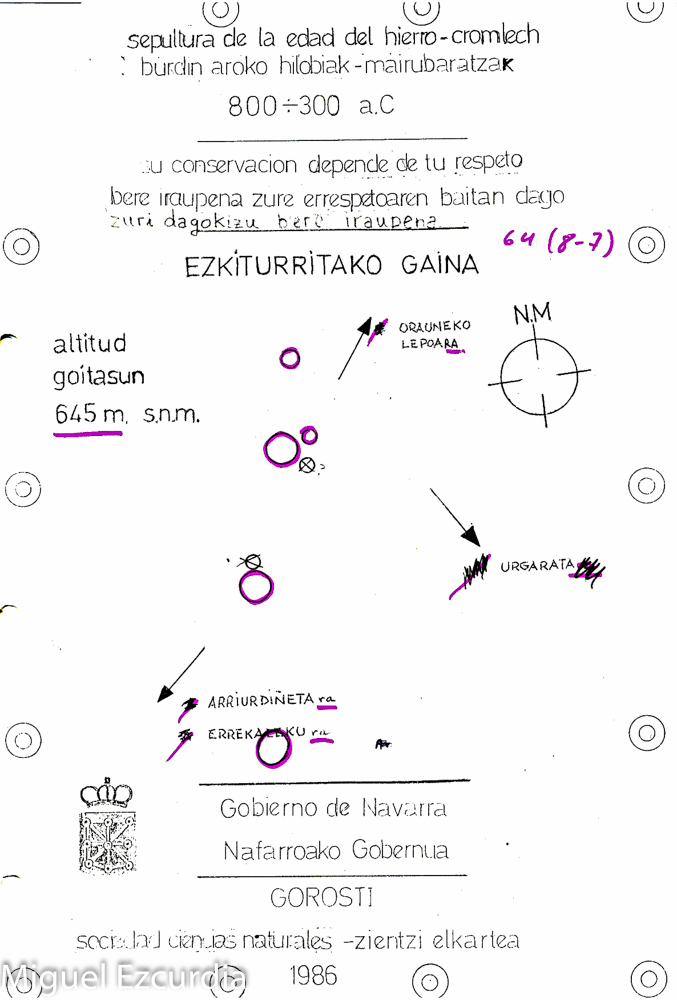 sepultura de la edad del hierro-cromlech
burdin aroko hilobiak-mairubaratzak
800÷300 a.C
su conservacion depende de tu respeto
bere iraupena zure errespetoaren baitan dago
zuri dagokizu bere iraupena
64 (8-7)
EZKITURRITAKO GAINA
N.M
ORAUNEKO
LEPOARA
altitud
goitasun
645 m. s.n.m.
?
URGARATA
ARRIURDIÑETA ra
ERREKALEKU ra
Gobierno de Navarra
Nafarroako Gobernua
GOROSTI
sociedad ciencias naturales -zientzi elkartea
1986
Miguel Ezcurdia